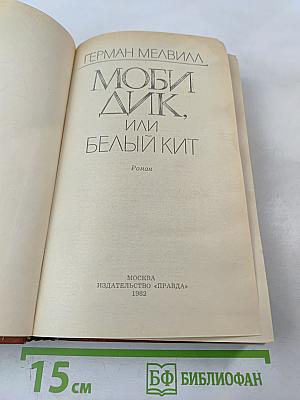 ГЕРМАН МЕЛВИЛЛ
МОБИ
ДИК,
ИЛИ
БЕЛЫЙ КИТ
Роман
МОСКВА
ИЗДАТЕЛЬСТВО «ПРАВДА»
1982
15 см
БФ БИБЛИОФАН